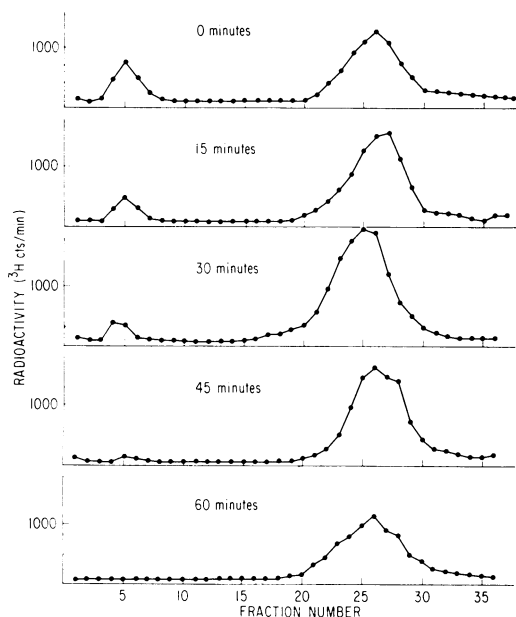 0 minutes
1000
15 minutes
1000
30 minutes
1000
45 minutes
1000
60 minutes
1000
5 10 15 20 25 30 35
FRACTION NUMBER
RADIOACTIVITY (³H cts/min)